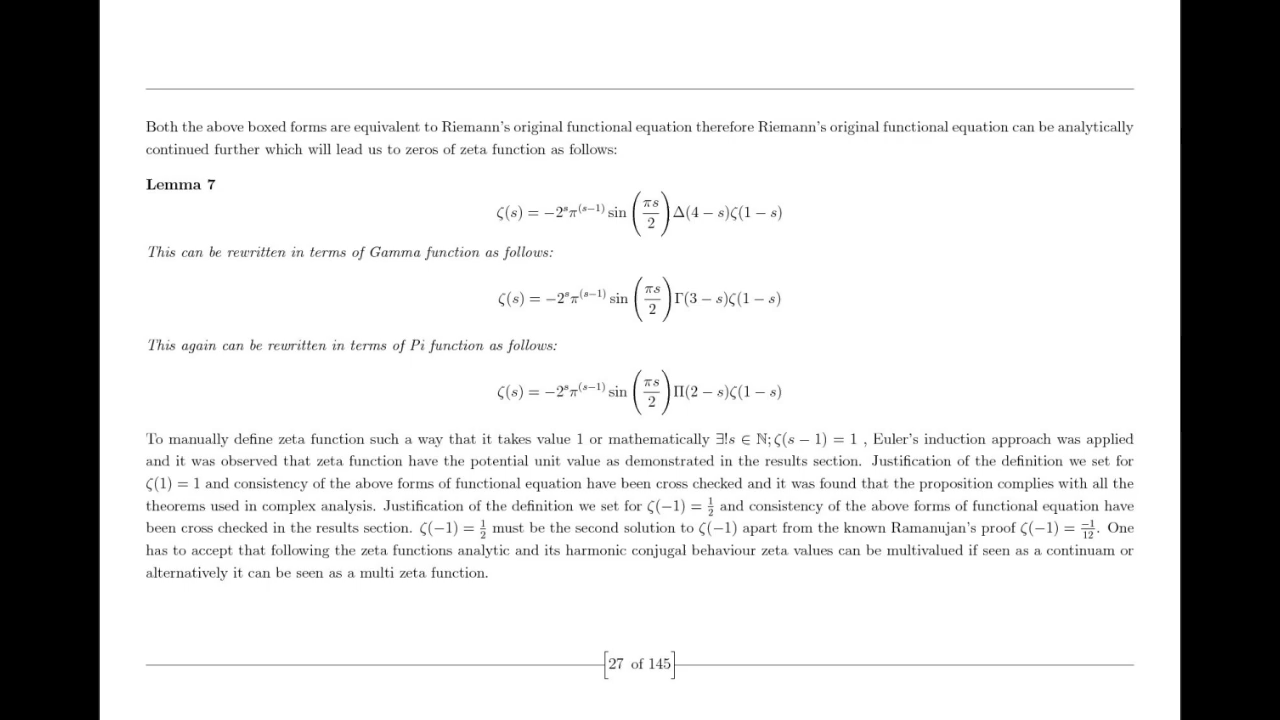 Both the above boxed forms are equivalent to Riemann's original functional equation therefore Riemann's original functional equation can be analytically
continued further which will lead us to zeros of zeta function as follows:
Lemma 7
ζ(s) = −2^s π^(s−1) sin(πs/2) Δ(4 − s)ζ(1 − s)
This can be rewritten in terms of Gamma function as follows:
ζ(s) = −2^s π^(s−1) sin(πs/2) Γ(3 − s)ζ(1 − s)
This again can be rewritten in terms of Pi function as follows:
ζ(s) = −2^s π^(s−1) sin(πs/2) Π(2 − s)ζ(1 − s)
To manually define zeta function such a way that it takes value 1 or mathematically ∃!s ∈ ℕ; ζ(s − 1) = 1 , Euler's induction approach was applied
and it was observed that zeta function have the potential unit value as demonstrated in the results section. Justification of the definition we set for
ζ(1) = 1 and consistency of the above forms of functional equation have been cross checked and it was found that the proposition complies with all the
theorems used in complex analysis. Justification of the definition we set for ζ(−1) = 1/2 and consistency of the above forms of functional equation have
been cross checked in the results section. ζ(−1) = 1/2 must be the second solution to ζ(−1) apart from the known Ramanujan's proof ζ(−1) = −1/12. One
has to accept that following the zeta functions analytic and its harmonic conjugal behaviour zeta values can be multivalued if seen as a continuam or
alternatively it can be seen as a multi zeta function.
[27 of 145]